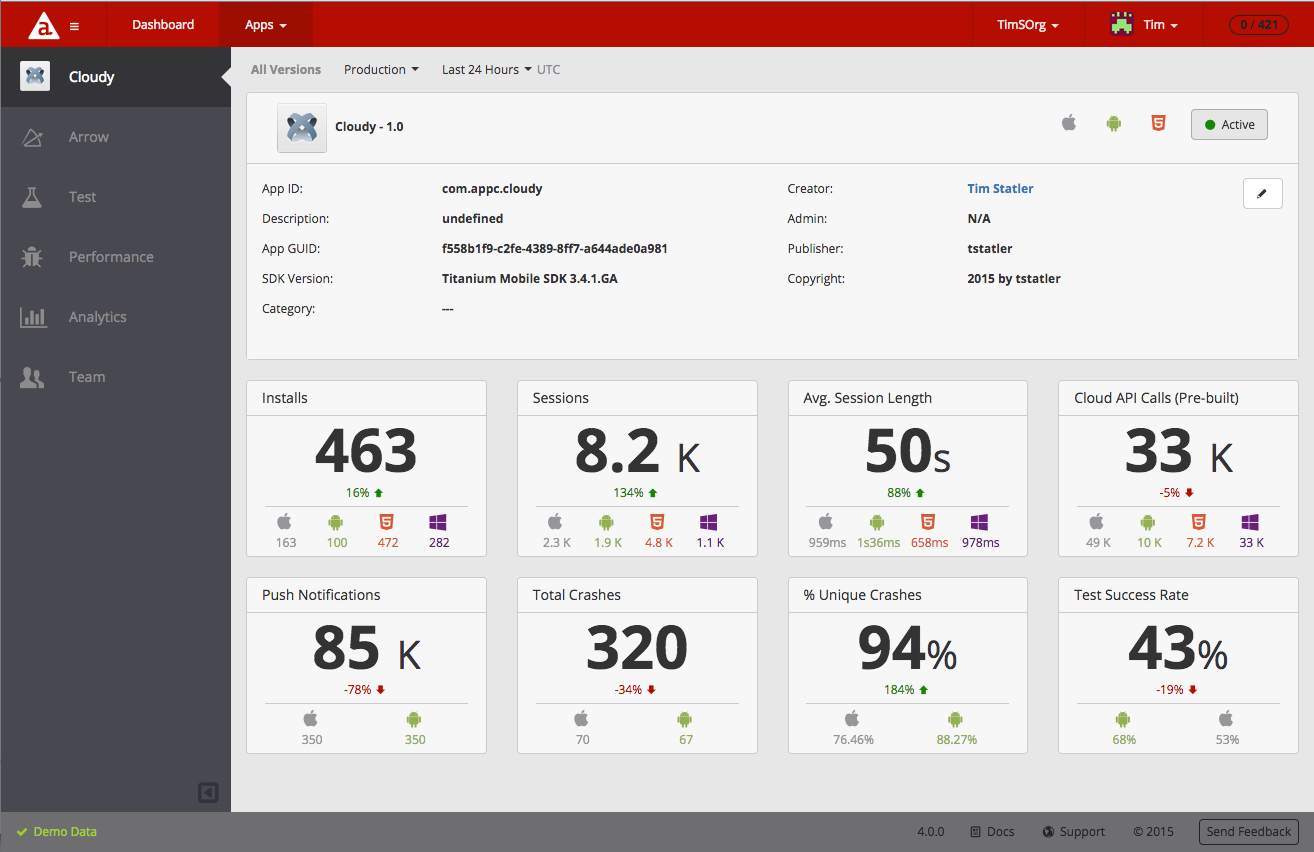 a Dashboard Apps TimSOrg Tim 0 / 421
Cloudy
Arrow
Test
Performance
Analytics
Team
All Versions Production Last 24 Hours UTC
Cloudy - 1.0
Active
App ID: com.appc.cloudy Creator: Tim Statler
Description: undefined Admin: N/A
App GUID: f558b1f9-c2fe-4389-8ff7-a644ade0a981 Publisher: tstatler
SDK Version: Titanium Mobile SDK 3.4.1.GA Copyright: 2015 by tstatler
Category: ---
Installs
463
16%
163 100 472 282
Sessions
8.2 K
134%
2.3 K 1.9 K 4.8 K 1.1 K
Avg. Session Length
50s
88%
959ms 1s36ms 658ms 978ms
Cloud API Calls (Pre-built)
33 K
-5%
49 K 10 K 7.2 K 33 K
Push Notifications
85 K
-78%
350 350
Total Crashes
320
-34%
70 67
% Unique Crashes
94%
184%
76.46% 88.27%
Test Success Rate
43%
-19%
68% 53%
Demo Data 4.0.0 Docs Support © 2015 Send Feedback